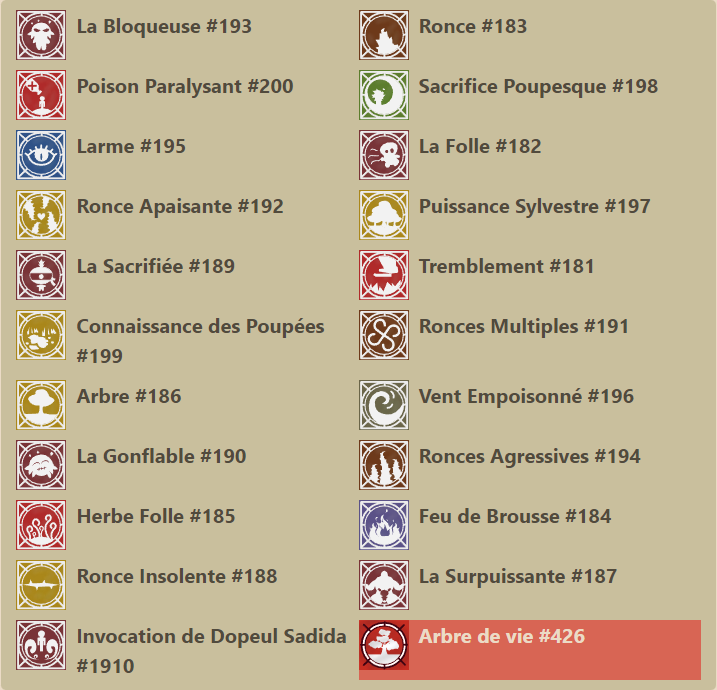 La Bloqueuse #193
Ronce #183
Poison Paralysant #200
Sacrifice Poupesque #198
Larme #195
La Folle #182
Ronce Apaisante #192
Puissance Sylvestre #197
La Sacrifiée #189
Tremblement #181
Connaissance des Poupées
#199
Ronces Multiples #191
Arbre #186
Vent Empoisonné #196
La Gonflable #190
Ronces Agressives #194
Herbe Folle #185
Feu de Brousse #184
Ronce Insolente #188
La Surpuissante #187
Invocation de Dopeul Sadida
#1910
Arbre de vie #426